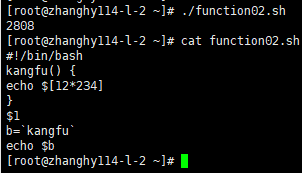 [root@zhanghy114-l-2 ~]# ./function02.sh
2808
[root@zhanghy114-l-2 ~]# cat function02.sh
#!/bin/bash
kangfu() {
echo $[12*234]
}
$1
b=`kangfu`
echo $b
[root@zhanghy114-l-2 ~]#